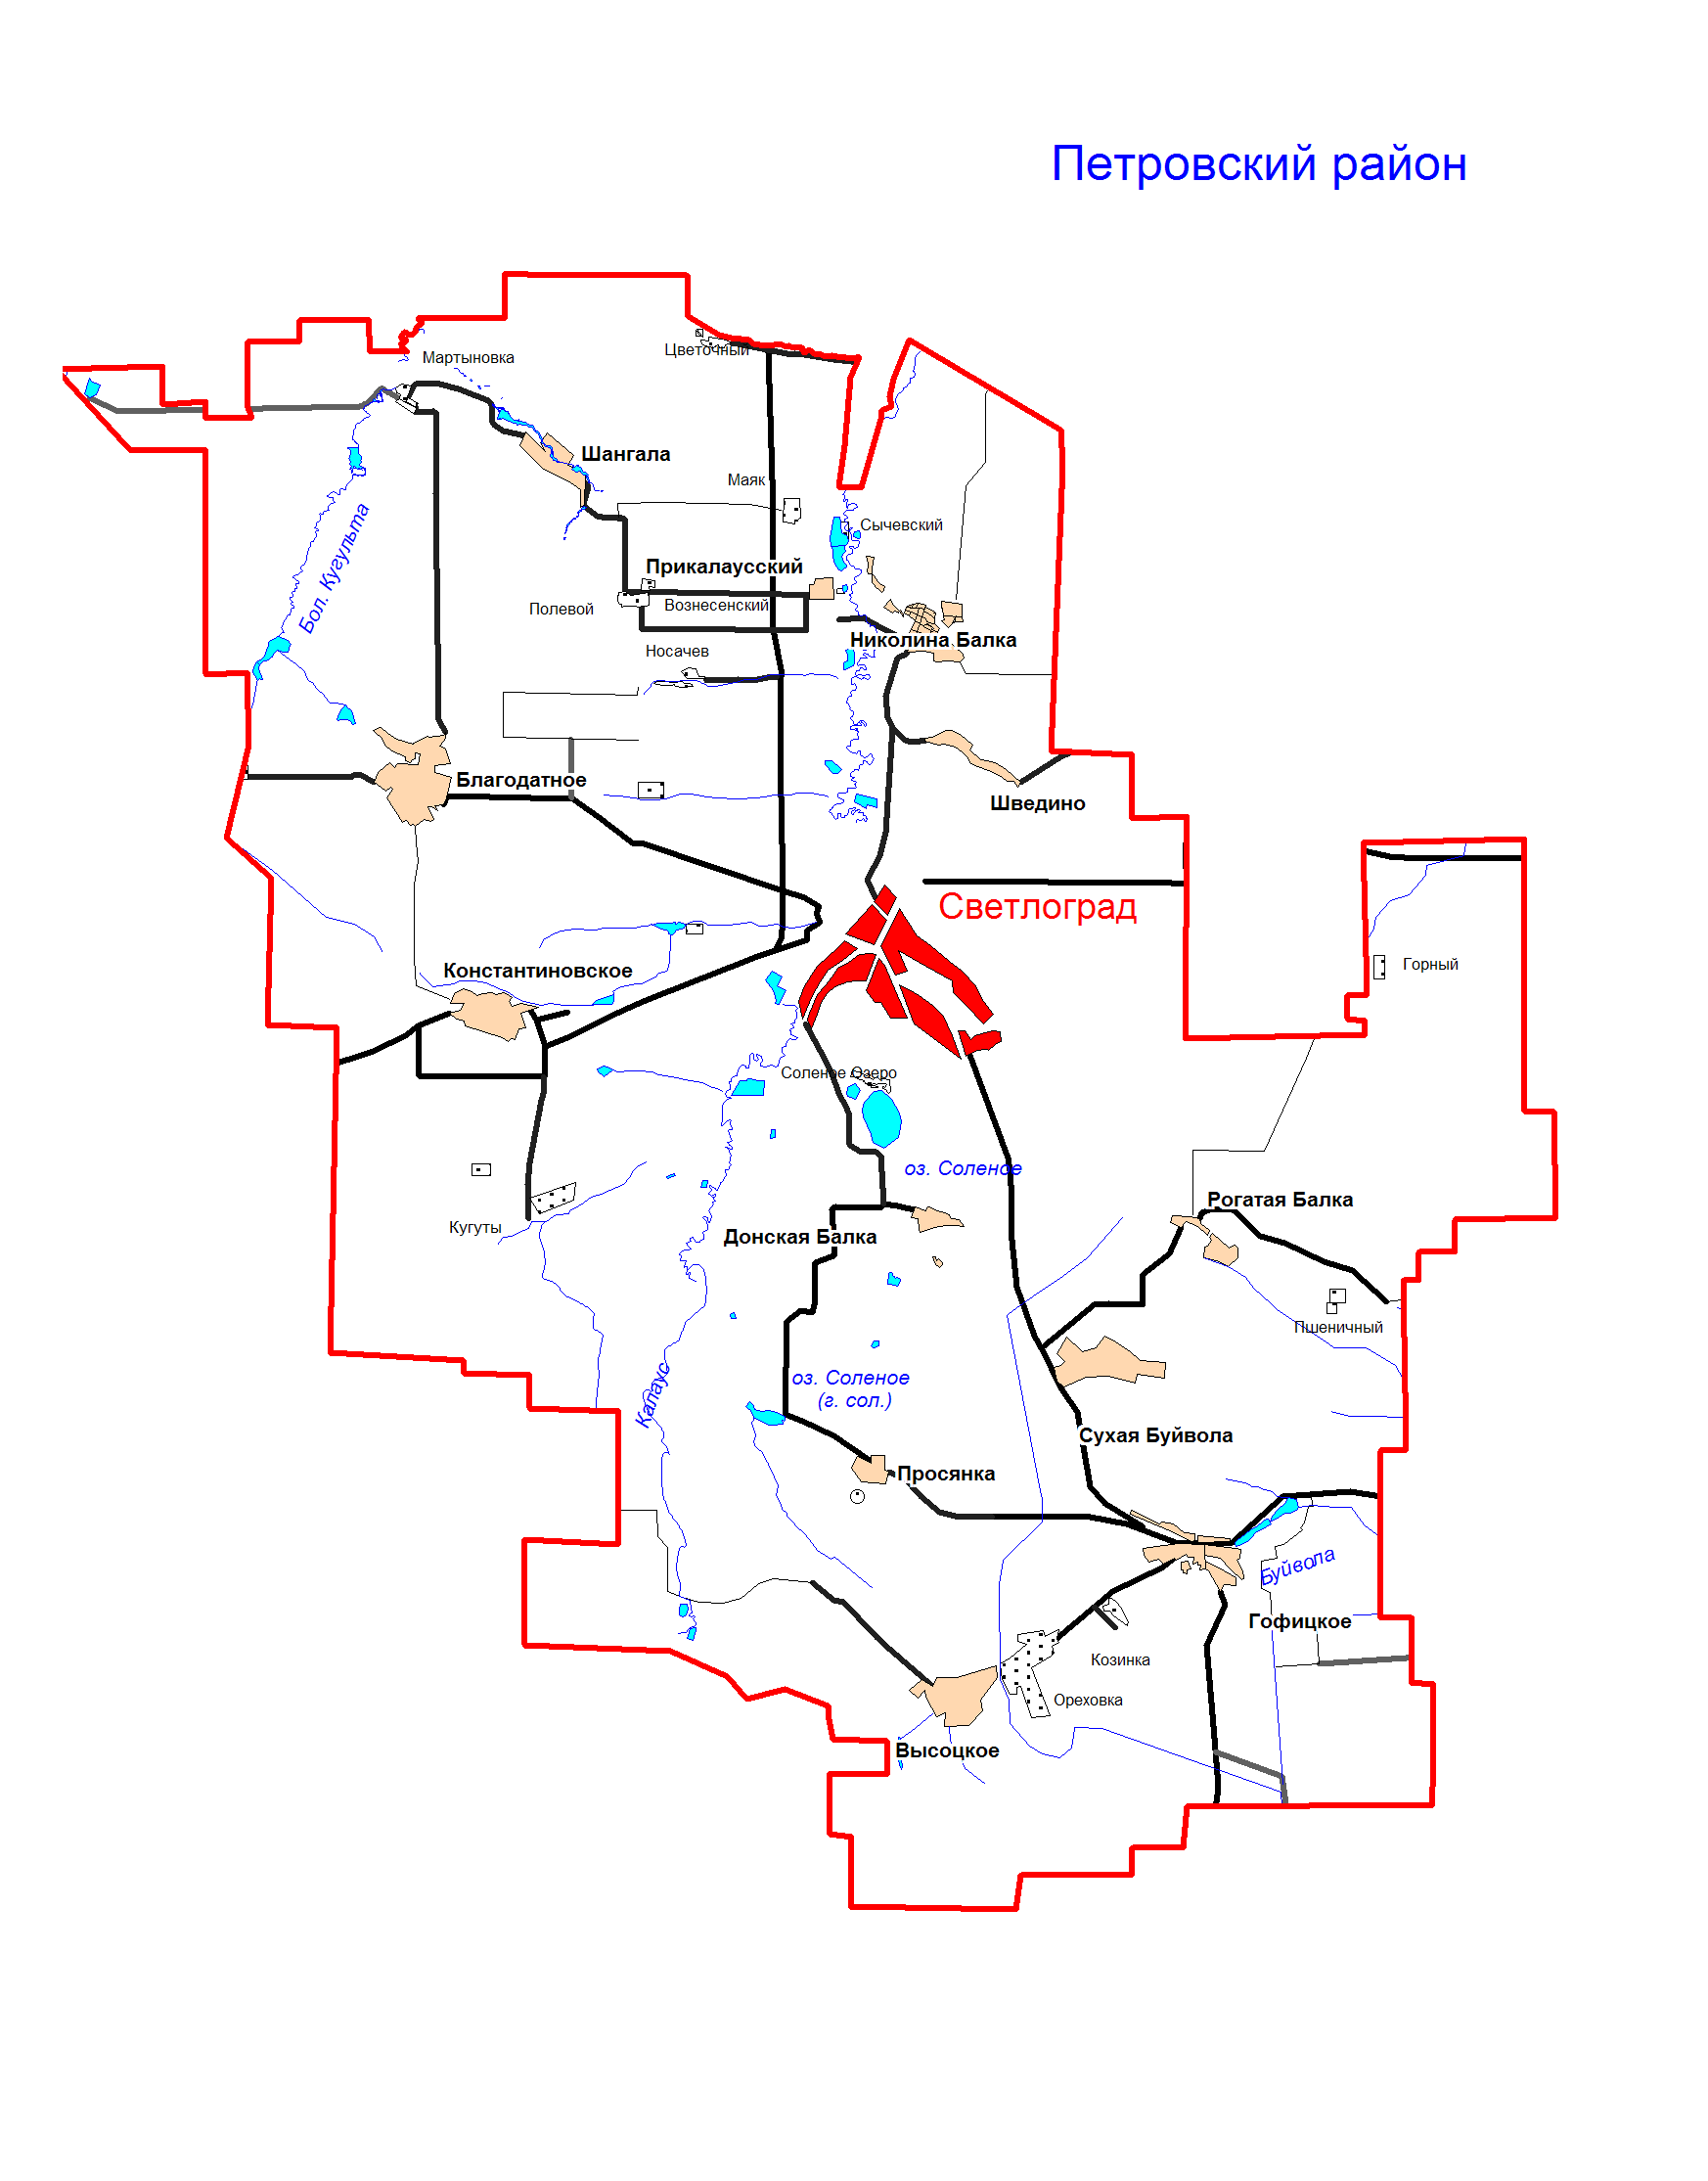 Петровский район
Цветочный
Мартыновка
Шангала
Маяк
Сычевский
Бол. Кугульта
Прикалаусский
Полевой
Вознесенский
Николина Балка
Носачев
Благодатное
Шведино
Светлоград
Горный
Константиновское
Соленое Озеро
оз. Соленое
Рогатая Балка
Кугуты
Донская Балка
Пшеничный
оз. Соленое
(г. сол.)
Калаус
Сухая Буйвола
Просянка
Буйвола
Гофицкое
Козинка
Ореховка
Высоцкое